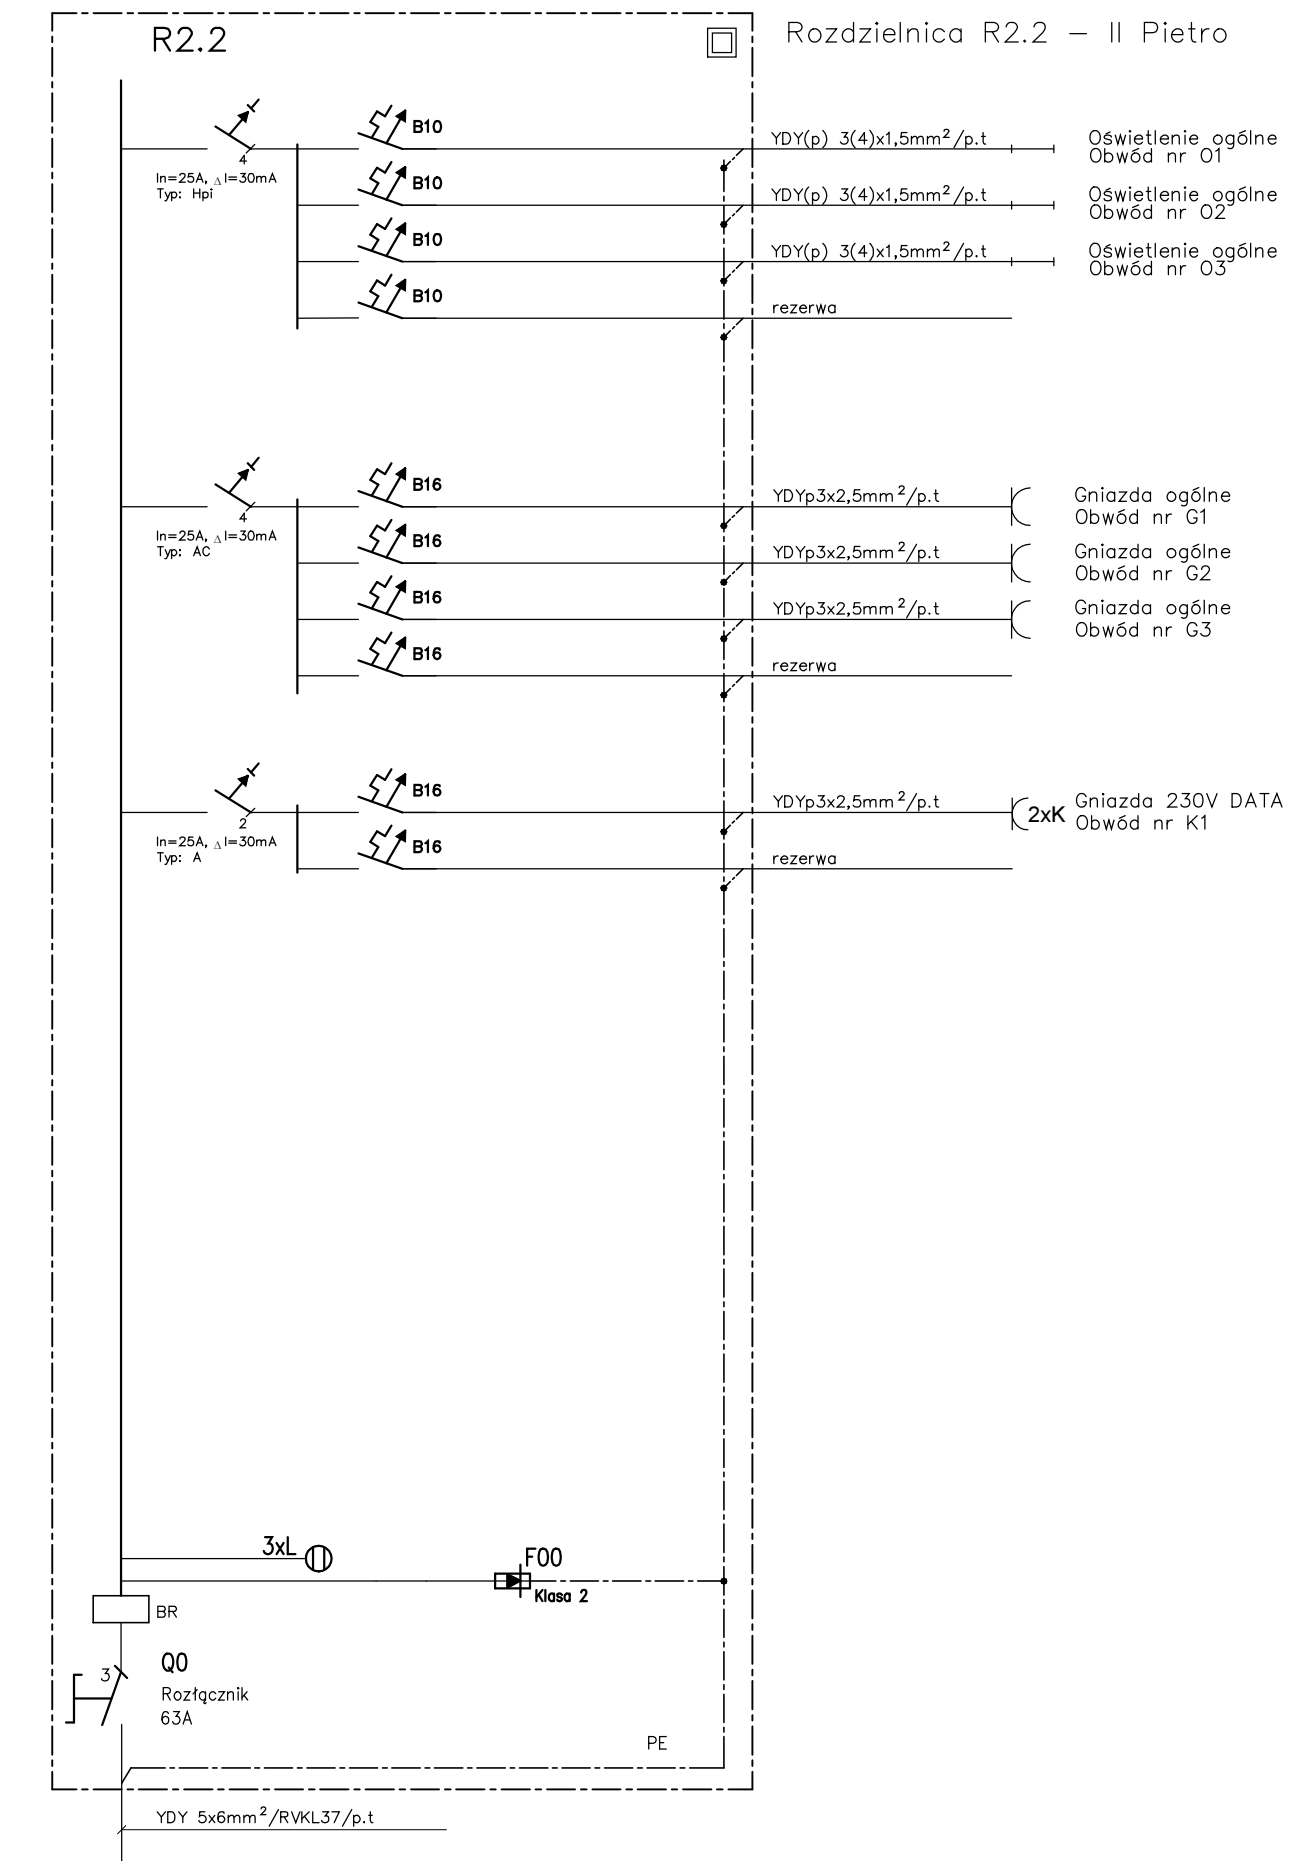 R2.2
Rozdzielnica R2.2 – II Pietro
B10
YDY(p) 3(4)x1,5mm²/p.t
Oświetlenie ogólne
Obwód nr O1
4
In=25A, △I=30mA
Typ: Hpi
B10
YDY(p) 3(4)x1,5mm²/p.t
Oświetlenie ogólne
Obwód nr O2
B10
YDY(p) 3(4)x1,5mm²/p.t
Oświetlenie ogólne
Obwód nr O3
B10
rezerwa
B16
YDYp3x2,5mm²/p.t
Gniazda ogólne
Obwód nr G1
4
In=25A, △I=30mA
Typ: AC
B16
YDYp3x2,5mm²/p.t
Gniazda ogólne
Obwód nr G2
B16
YDYp3x2,5mm²/p.t
Gniazda ogólne
Obwód nr G3
B16
rezerwa
B16
YDYp3x2,5mm²/p.t
2xK
Gniazda 230V DATA
Obwód nr K1
2
In=25A, △I=30mA
Typ: A
B16
rezerwa
3xL
F00
Klasa 2
BR
3
Q0
Rozłącznik
63A
PE
YDY 5x6mm²/RVKL37/p.t